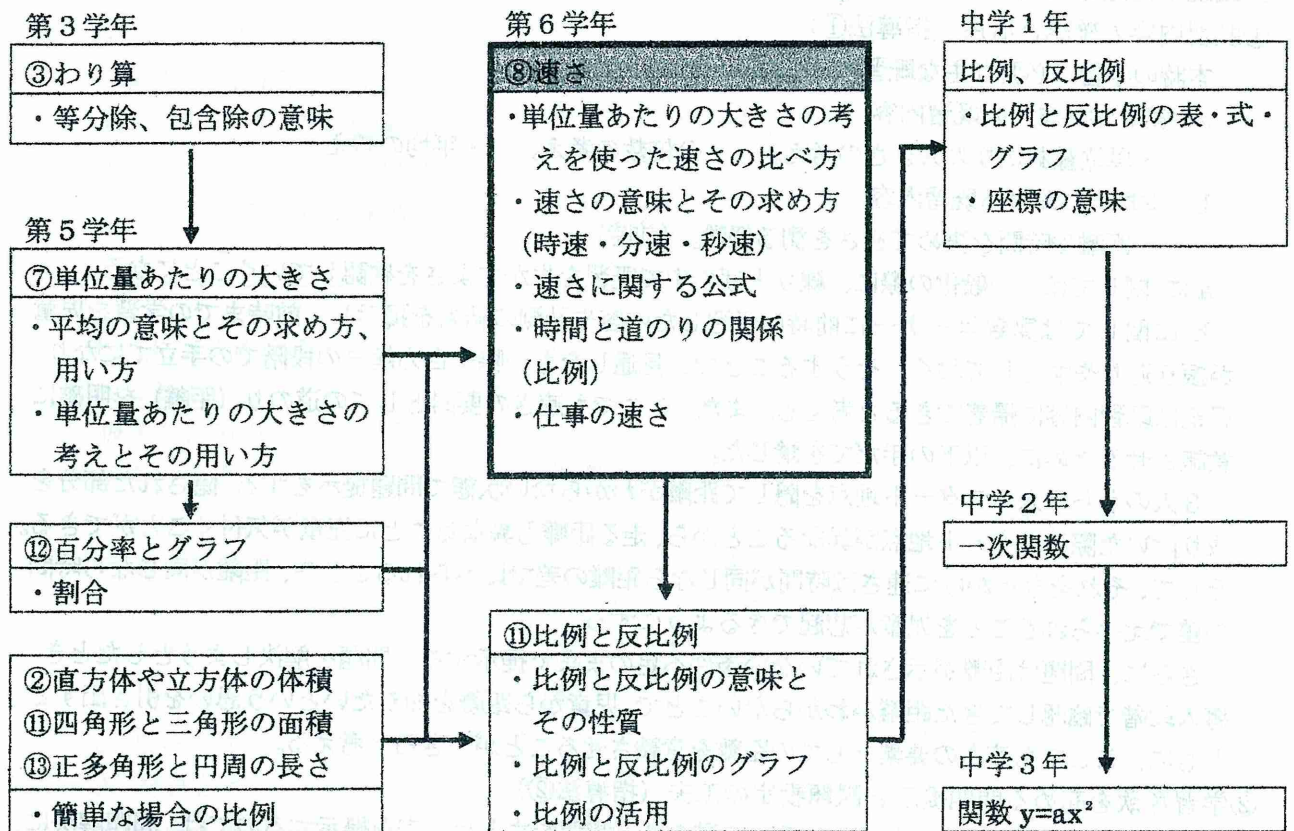 第３学年
③わり算
・等分除、包含除の意味
第５学年
⑦単位量あたりの大きさ
・平均の意味とその求め方、
用い方
・単位量あたりの大きさの
考えとその用い方
⑫百分率とグラフ
・割合
②直方体や立方体の体積
⑪四角形と三角形の面積
⑬正多角形と円周の長さ
・簡単な場合の比例
第６学年
⑧速さ
・単位量あたりの大きさの考
えを使った速さの比べ方
・速さの意味とその求め方
(時速・分速・秒速)
・速さに関する公式
・時間と道のりの関係
(比例)
・仕事の速さ
⑪比例と反比例
・比例と反比例の意味と
その性質
・比例と反比例のグラフ
・比例の活用
中学１年
比例、反比例
・比例と反比例の表・式・
グラフ
・座標の意味
中学２年
一次関数
中学３年
関数 y=ax²